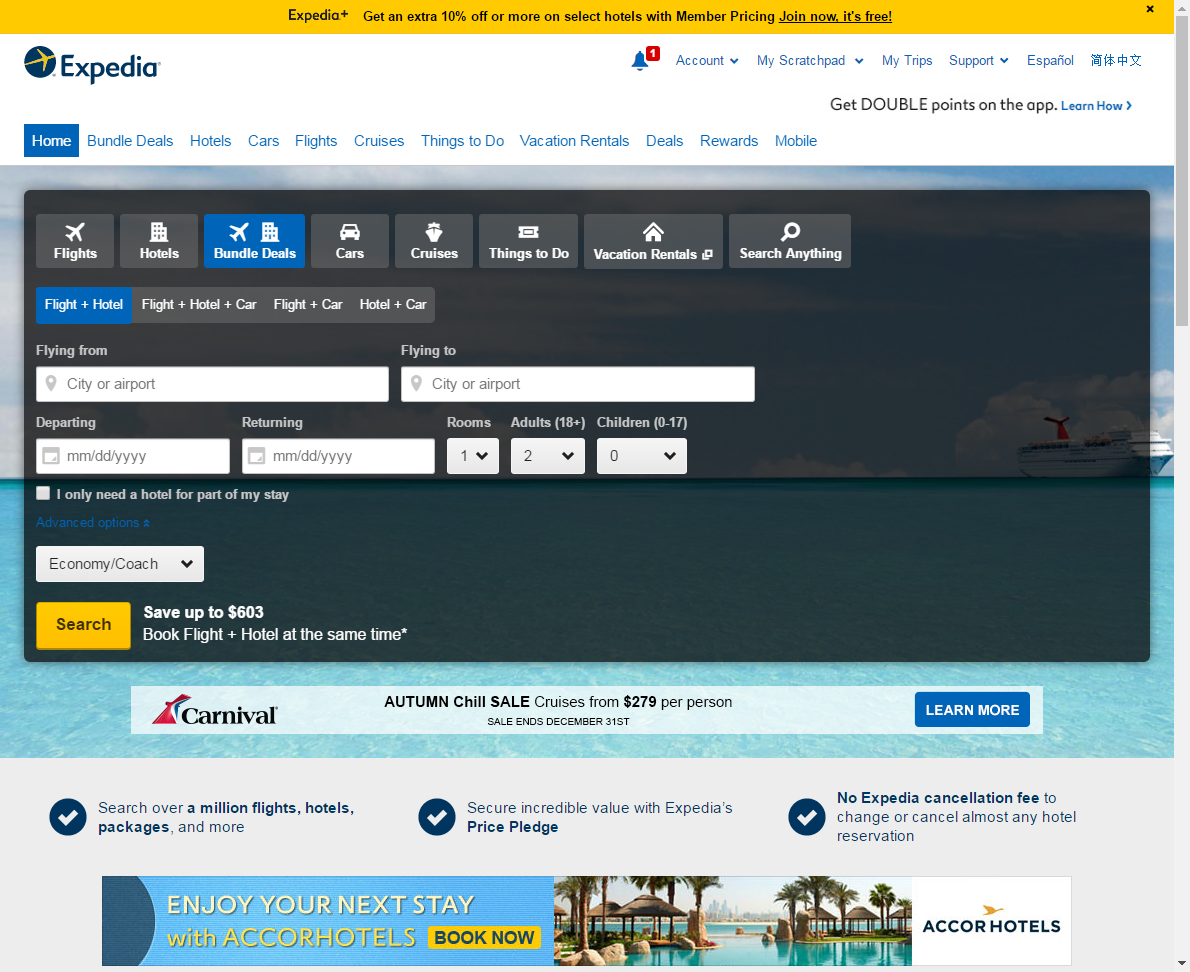 Expedia+ Get an extra 10% off or more on select hotels with Member Pricing Join now, it's free! ×
Expedia
1 Account My Scratchpad My Trips Support Español 简体中文
Get DOUBLE points on the app. Learn How ›
Home Bundle Deals Hotels Cars Flights Cruises Things to Do Vacation Rentals Deals Rewards Mobile
Flights Hotels Bundle Deals Cars Cruises Things to Do Vacation Rentals Search Anything
Flight + Hotel Flight + Hotel + Car Flight + Car Hotel + Car
Flying from Flying to
City or airport City or airport
Departing Returning Rooms Adults (18+) Children (0-17)
mm/dd/yyyy mm/dd/yyyy 1 2 0
I only need a hotel for part of my stay
Advanced options
Economy/Coach
Search
Save up to $603
Book Flight + Hotel at the same time*
Carnival
AUTUMN Chill SALE Cruises from $279 per person
SALE ENDS DECEMBER 31ST
LEARN MORE
Search over a million flights, hotels,
packages, and more
Secure incredible value with Expedia's
Price Pledge
No Expedia cancellation fee to
change or cancel almost any hotel
reservation
ENJOY YOUR NEXT STAY
with ACCORHOTELS BOOK NOW
ACCORHOTELS